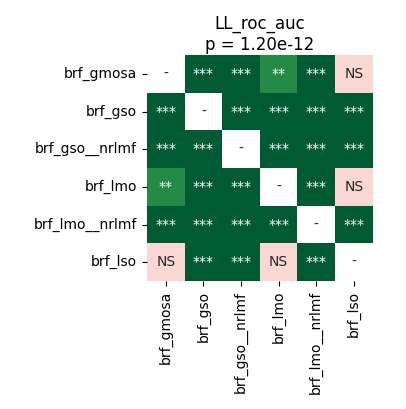 LL_roc_auc
p = 1.20e-12
brf_gmosa - *** *** ** *** NS
brf_gso *** - *** *** *** ***
brf_gso__nrlmf *** *** - *** *** ***
brf_lmo ** *** *** - *** NS
brf_lmo__nrlmf *** *** *** *** - ***
brf_lso NS *** *** NS *** -
brf_gmosa
brf_gso
brf_gso__nrlmf
brf_lmo
brf_lmo__nrlmf
brf_lso